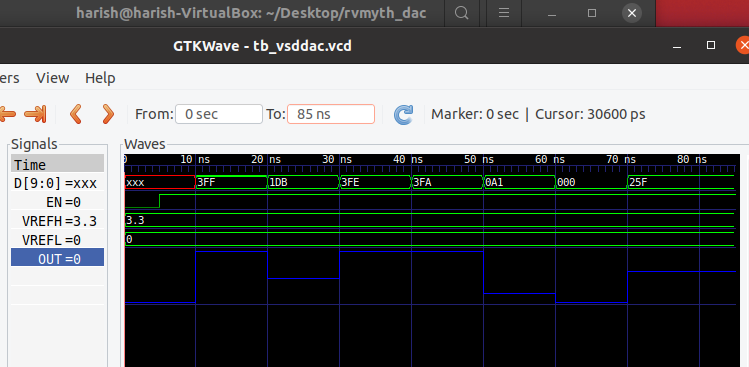 harish@harish-VirtualBox: ~/Desktop/rvmyth_dac
GTKWave - tb_vsddac.vcd
ers View Help
From: 0 sec To: 85 ns Marker: 0 sec | Cursor: 30600 ps
Signals Waves
Time 0 10 ns 20 ns 30 ns 40 ns 50 ns 60 ns 70 ns 80 ns
D[9:0] =xxx xxx 3FF 1DB 3FE 3FA 0A1 000 25F
EN =0
VREFH =3.3 3.3
VREFL =0 0
OUT =0